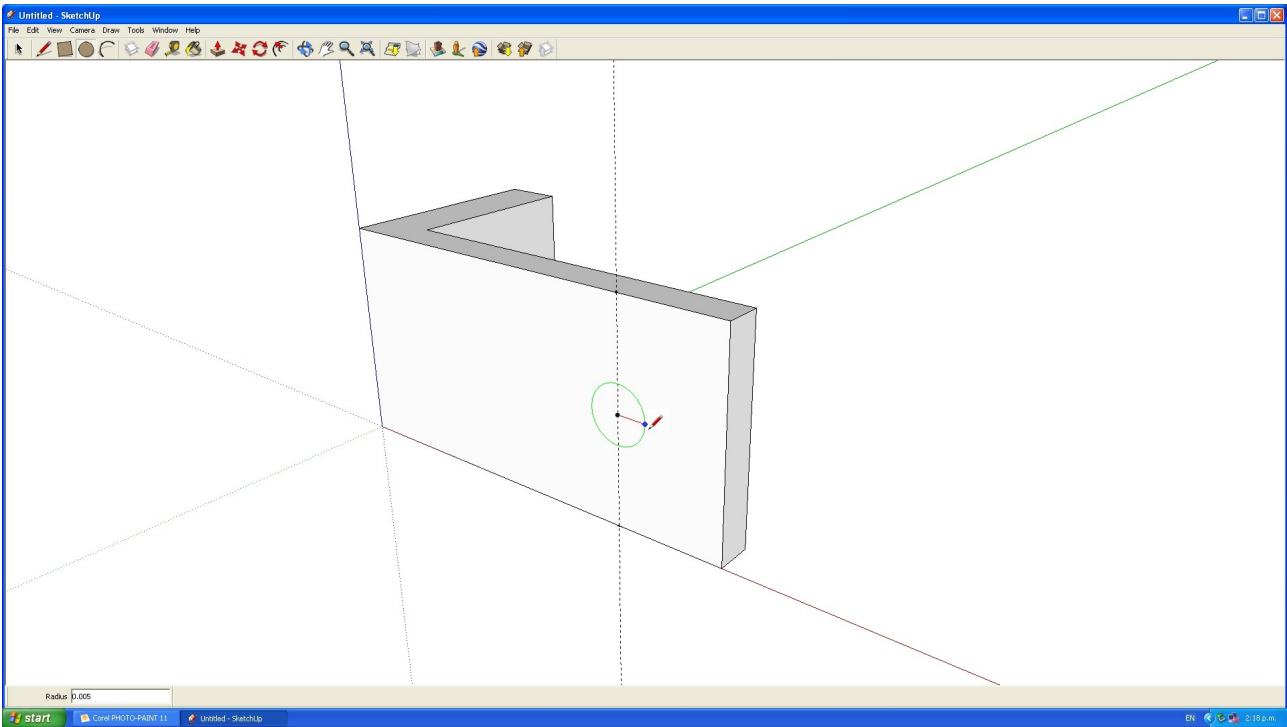 Untitled - SketchUp
File Edit View Camera Draw Tools Window Help
Radius 0.005
start Corel PHOTO-PAINT 11 Untitled - SketchUp EN 2:18 p.m.